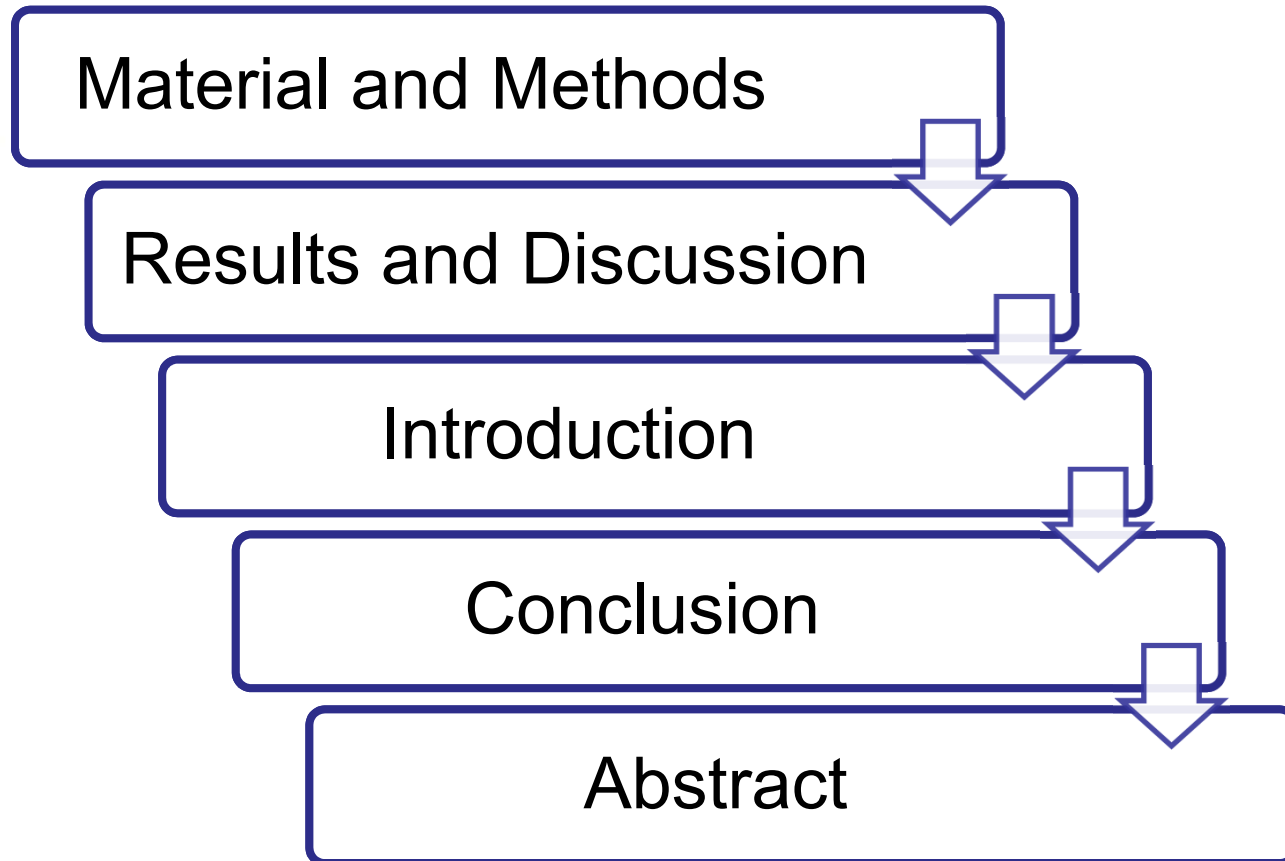 Material and Methods
Results and Discussion
Introduction
Conclusion
Abstract